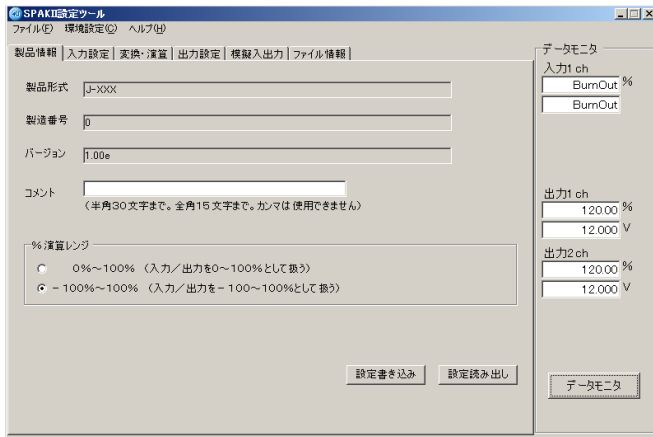 SPAKII設定ツール
ファイル(F) 環境設定(C) ヘルプ(H)
製品情報 入力設定 変換・演算 出力設定 模擬入出力 ファイル情報
製品形式 J-XXX
製造番号 0
バージョン 1.00e
コメント
(半角30文字まで。全角15文字まで。カンマは使用できません)
%演算レンジ
0%~100% (入力/出力を0~100%として扱う)
-100%~100% (入力/出力を-100~100%として扱う)
設定書き込み 設定読み出し
データモニタ
入力1 ch
BurnOut %
BurnOut
出力1 ch
120.00 %
12.000 V
出力2 ch
120.00 %
12.000 V
データモニタ